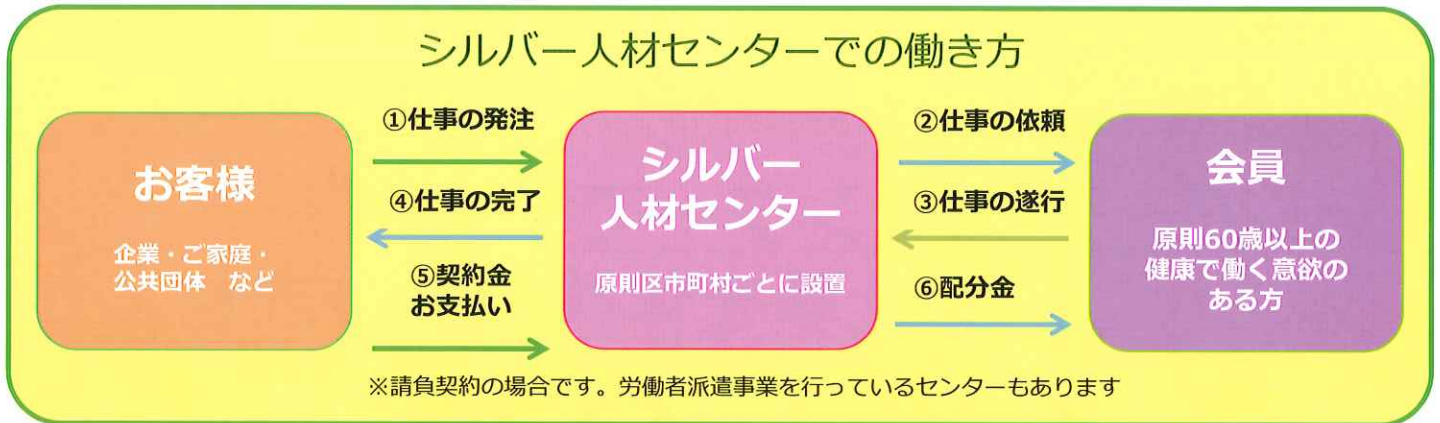 シルバー人材センターでの働き方
お客様
企業・ご家庭・
公共団体　など
①仕事の発注
④仕事の完了
⑤契約金
お支払い
シルバー
人材センター
原則区市町村ごとに設置
②仕事の依頼
③仕事の遂行
⑥配分金
会員
原則60歳以上の
健康で働く意欲の
ある方
※請負契約の場合です。労働者派遣事業を行っているセンターもあります